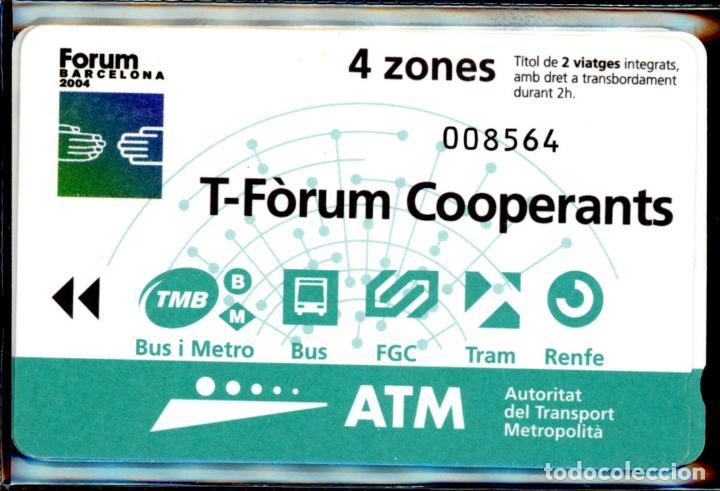 Forum
BARCELONA
2004
4 zones
Títol de 2 viatges integrats,
amb dret a transbordament
durant 2h.
008564
T-Fòrum Cooperants
TMB
B
M
Bus i Metro
Bus
FGC
Tram
Renfe
ATM
Autoritat
del Transport
Metropolità
todocoleccion